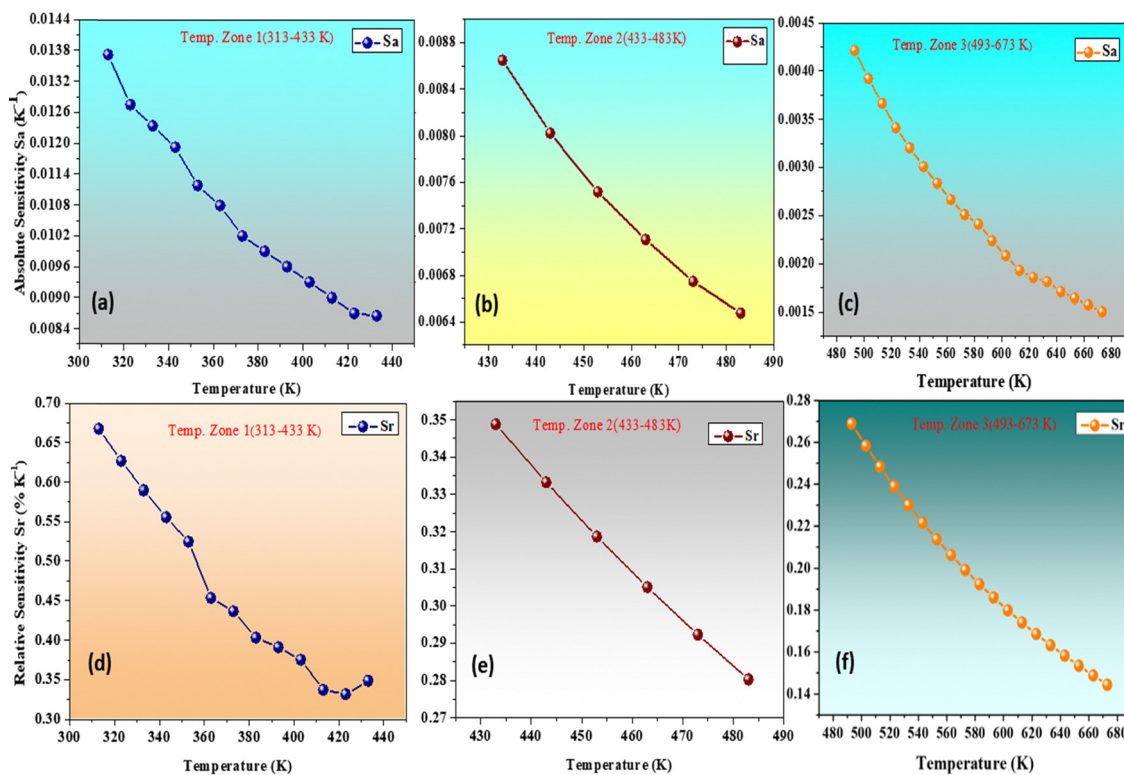 Absolute Sensitivity Sa (K⁻¹)
0.0144
0.0138
0.0132
0.0126
0.0120
0.0114
0.0108
0.0102
0.0096
0.0090
0.0084
Temp. Zone 1(313-433 K)
Sa
(a)
300 320 340 360 380 400 420 440
Temperature (K)
0.0088
0.0084
0.0080
0.0076
0.0072
0.0068
0.0064
Temp. Zone 2(433-483K)
Sa
(b)
430 440 450 460 470 480 490
Temperature (K)
0.0045
0.0040
0.0035
0.0030
0.0025
0.0020
0.0015
Temp. Zone 3(493-673 K)
Sa
(c)
480 500 520 540 560 580 600 620 640 660 680
Temperature (K)
Relative Sensitivity Sr (% K⁻¹)
0.70
0.65
0.60
0.55
0.50
0.45
0.40
0.35
0.30
Temp. Zone 1(313-433 K)
Sr
(d)
300 320 340 360 380 400 420 440
Temperature (K)
0.35
0.34
0.33
0.32
0.31
0.30
0.29
0.28
0.27
Temp. Zone 2(433-483K)
Sr
(e)
430 440 450 460 470 480 490
Temperature (K)
0.28
0.26
0.24
0.22
0.20
0.18
0.16
0.14
Temp. Zone 3(493-673 K)
Sr
(f)
480 500 520 540 560 580 600 620 640 660 680
Temperature (K)